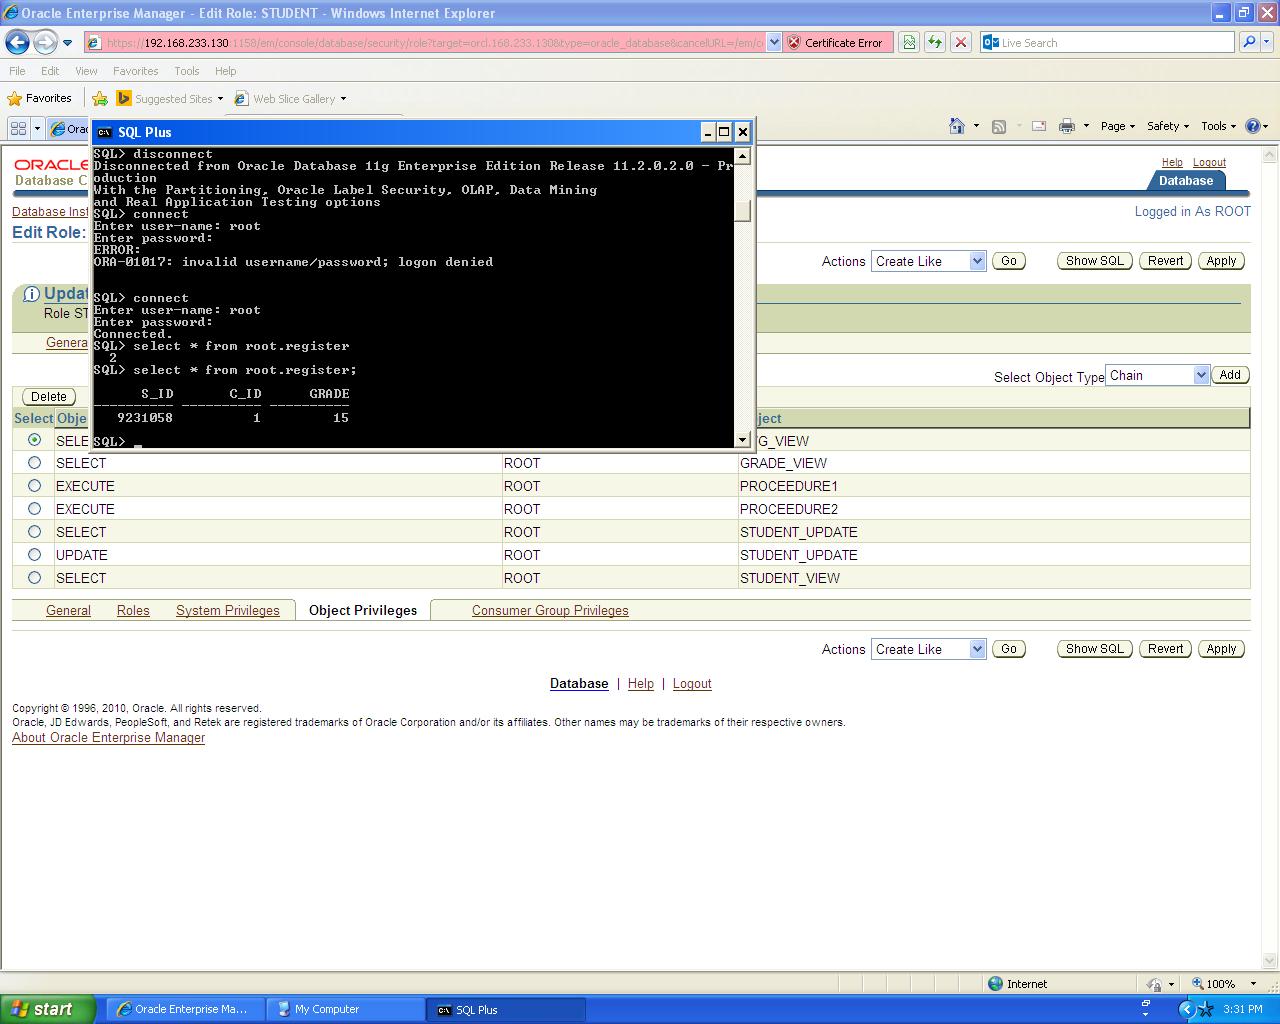 Oracle Enterprise Manager - Edit Role: STUDENT - Windows Internet Explorer
https://192.168.233.130:1158/em/console/database/security/role?target=orcl.168.233.130&type=oracle_database&cancelURL=/em/c
Certificate Error
Live Search
File Edit View Favorites Tools Help
Favorites Suggested Sites Web Slice Gallery
Page Safety Tools
SQL Plus
SQL> disconnect
Disconnected from Oracle Database 11g Enterprise Edition Release 11.2.0.2.0 - Pr
oduction
With the Partitioning, Oracle Label Security, OLAP, Data Mining
and Real Application Testing options
SQL> connect
Enter user-name: root
Enter password:
ERROR:
ORA-01017: invalid username/password; logon denied
SQL> connect
Enter user-name: root
Enter password:
Connected.
SQL> select * from root.register
2
SQL> select * from root.register;
S_ID C_ID GRADE
---------- ---------- ----------
9231058 1 15
SQL> _
ORACLE
Database C
Help Logout
Database
Database Inst
Logged in As ROOT
Edit Role:
Actions Create Like Go Show SQL Revert Apply
Updat
Role ST
Genera
Select Object Type Chain Add
Delete
Select Obje ject
SELE G_VIEW
SELECT ROOT GRADE_VIEW
EXECUTE ROOT PROCEEDURE1
EXECUTE ROOT PROCEEDURE2
SELECT ROOT STUDENT_UPDATE
UPDATE ROOT STUDENT_UPDATE
SELECT ROOT STUDENT_VIEW
General Roles System Privileges Object Privileges Consumer Group Privileges
Actions Create Like Go Show SQL Revert Apply
Database | Help | Logout
Copyright © 1996, 2010, Oracle. All rights reserved.
Oracle, JD Edwards, PeopleSoft, and Retek are registered trademarks of Oracle Corporation and/or its affiliates. Other names may be trademarks of their respective owners.
About Oracle Enterprise Manager
Internet 100%
start Oracle Enterprise Ma... My Computer SQL Plus 3:31 PM